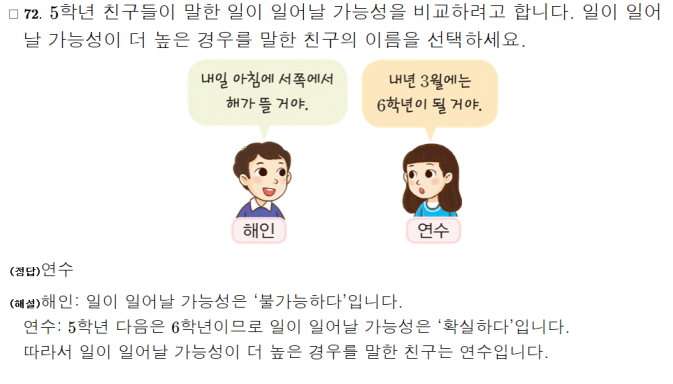 □ 72. 5학년 친구들이 말한 일이 일어날 가능성을 비교하려고 합니다. 일이 일어
날 가능성이 더 높은 경우를 말한 친구의 이름을 선택하세요.
내일 아침에 서쪽에서
해가 뜰 거야.
내년 3월에는
6학년이 될 거야.
해인
연수
(정답)연수
(해설)해인: 일이 일어날 가능성은 ‘불가능하다’입니다.
연수: 5학년 다음은 6학년이므로 일이 일어날 가능성은 ‘확실하다’입니다.
따라서 일이 일어날 가능성이 더 높은 경우를 말한 친구는 연수입니다.